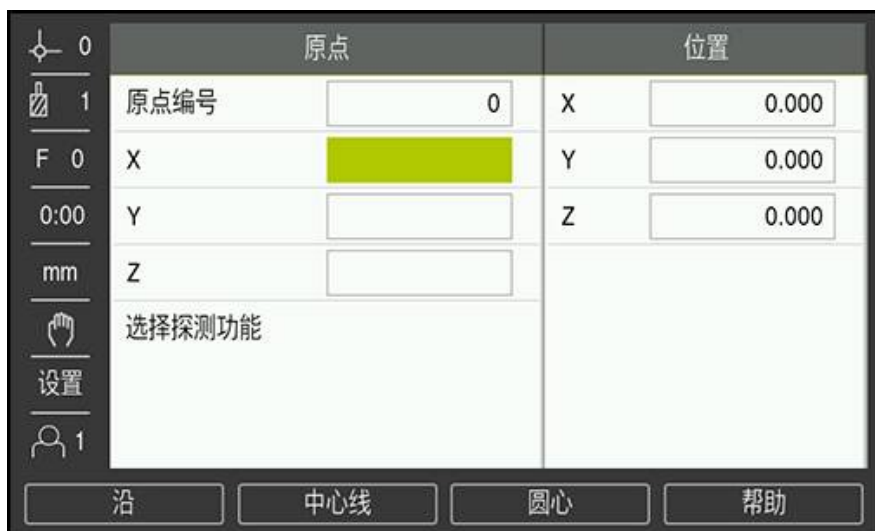 0
1
F 0
0:00
mm
设置
1
原点
原点编号 0
X
Y
Z
选择探测功能
位置
X 0.000
Y 0.000
Z 0.000
沿 中心线 圆心 帮助